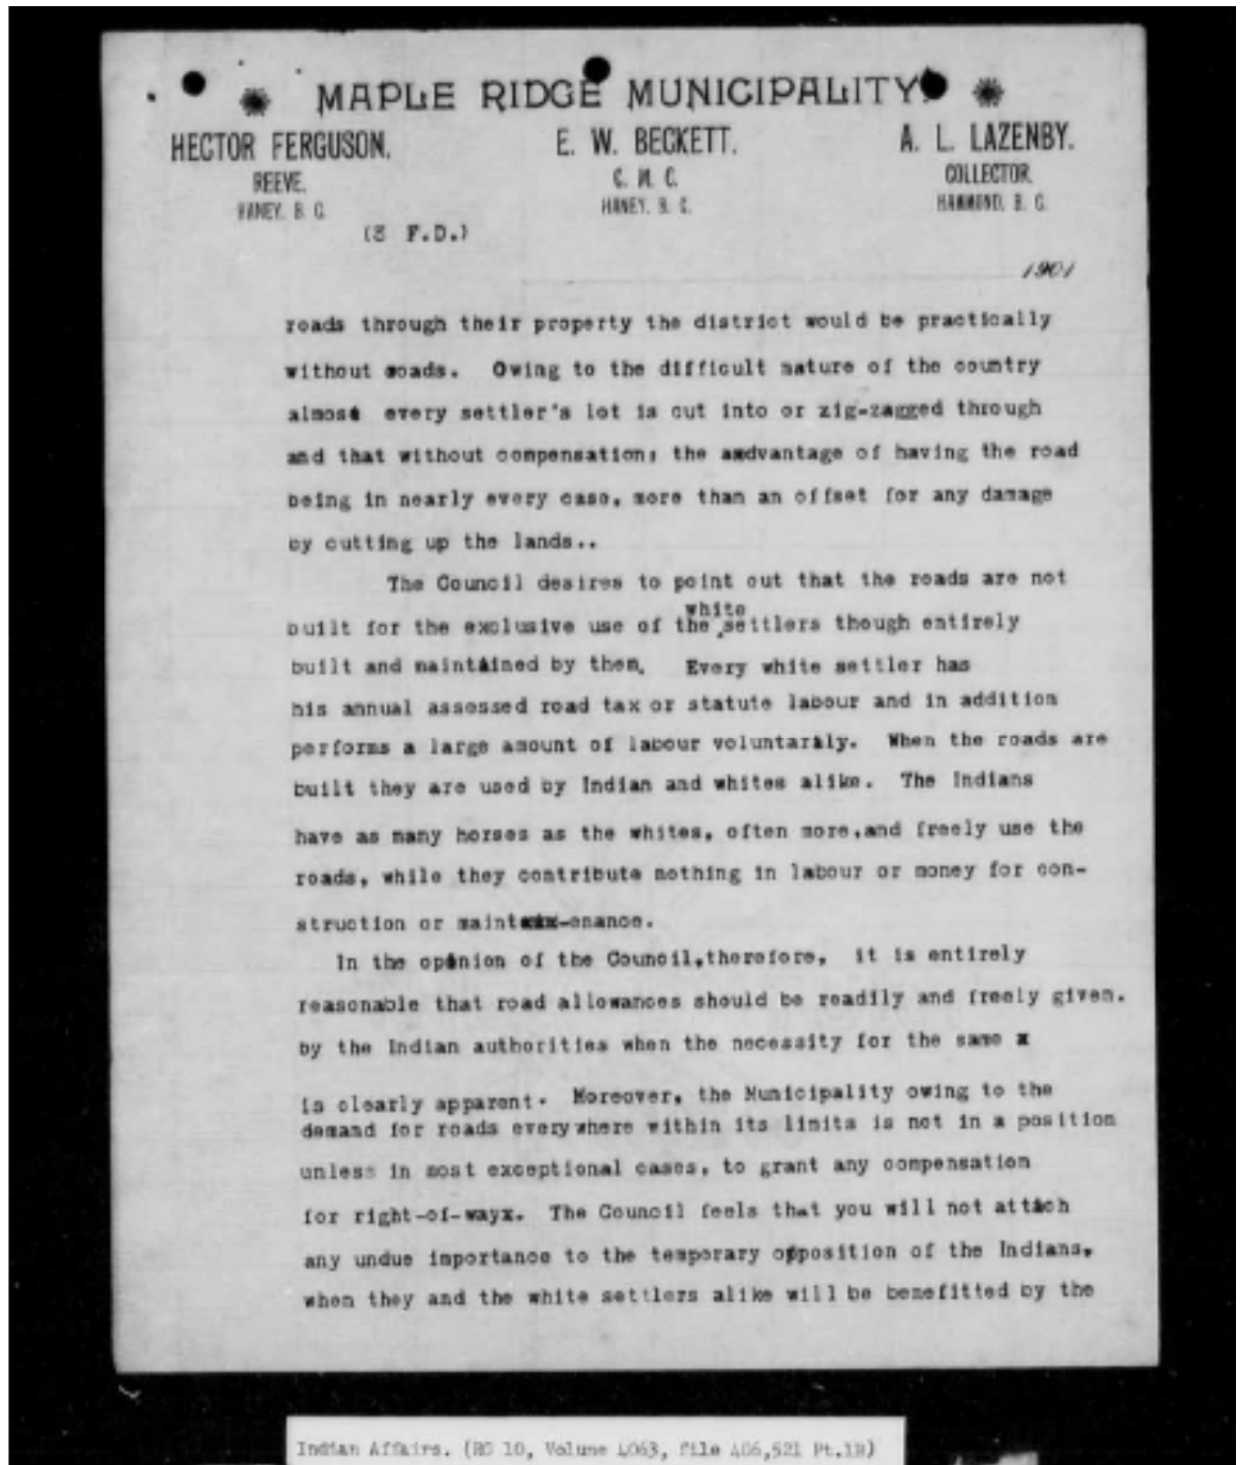 MAPLE RIDGE MUNICIPALITY.
HECTOR FERGUSON. E. W. BECKETT. A. L. LAZENBY.
REEVE. C. M. C. COLLECTOR.
HANEY. B. C. HANEY. B. C. HAMMOND. B. C.
(3 F.D.)
1901
roads through their property the district would be practically
without roads. Owing to the difficult nature of the country
almost every settler's lot is cut into or zig-zagged through
and that without compensation; the amdvantage of having the road
being in nearly every case, more than an offset for any damage
by cutting up the lands..
The Council desires to point out that the roads are not
white
built for the exclusive use of the settlers though entirely
built and maintained by them. Every white settler has
his annual assessed road tax or statute labour and in addition
performs a large amount of labour voluntarily. When the roads are
built they are used by Indian and whites alike. The Indians
have as many horses as the whites, often more,and freely use the
roads, while they contribute nothing in labour or money for con-
struction or maint-enance.
In the opinion of the Council,therefore, it is entirely
reasonable that road allowances should be readily and freely given.
by the Indian authorities when the necessity for the same x
is clearly apparent. Moreover, the Municipality owing to the
demand for roads everywhere within its limits is not in a position
unless in most exceptional cases, to grant any compensation
for right-of-wayx. The Council feels that you will not attach
any undue importance to the temporary opposition of the Indians,
when they and the white settlers alike will be benefitted by the
Indian Affairs. (RG 10, Volume 4063, file 406,521 Pt.1B)